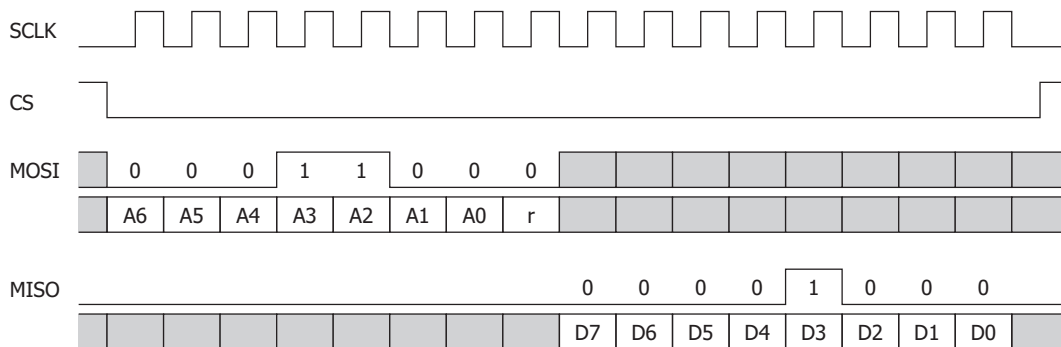 SCLK
CS
MOSI 0 0 0 1 1 0 0 0
A6 A5 A4 A3 A2 A1 A0 r
MISO 0 0 0 0 1 0 0 0
D7 D6 D5 D4 D3 D2 D1 D0